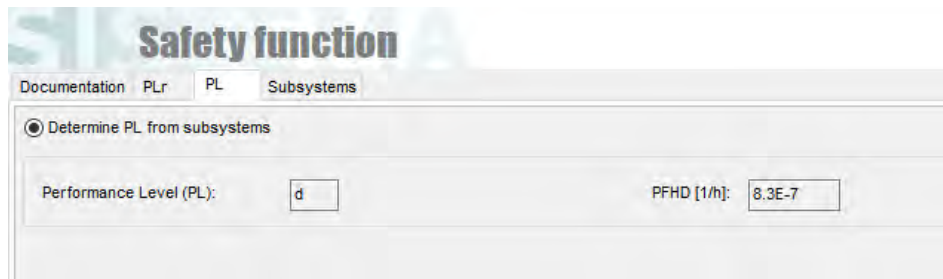 Safety function
Documentation PLr PL Subsystems
Determine PL from subsystems
Performance Level (PL): d PFHD [1/h]: 8.3E-7